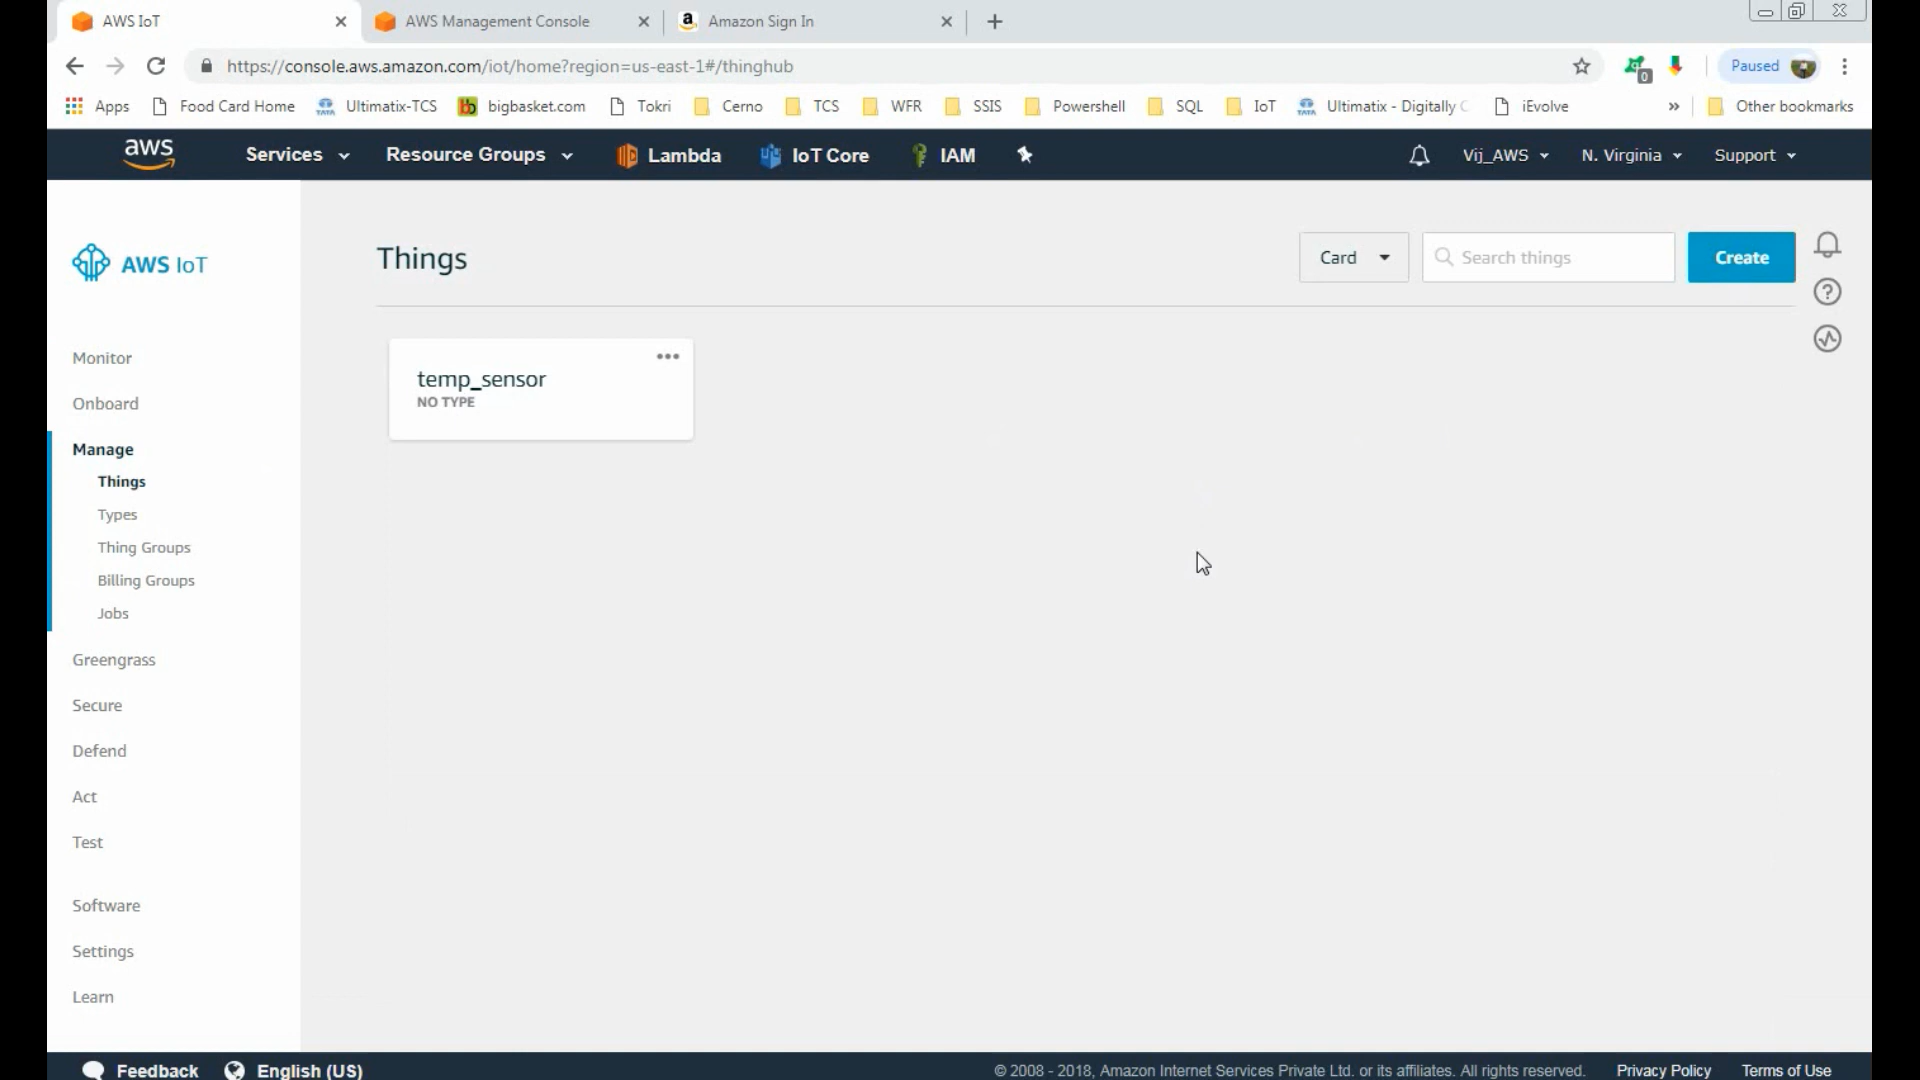 AWS IoT
AWS Management Console
Amazon Sign In
https://console.aws.amazon.com/iot/home?region=us-east-1#/thinghub
0
Paused
Apps
Food Card Home
Ultimatix-TCS
bigbasket.com
Tokri
Cerno
TCS
WFR
SSIS
Powershell
SQL
IoT
Ultimatix - Digitally
iEvolve
»
Other bookmarks
aws
Services
Resource Groups
Lambda
IoT Core
IAM
Vij_AWS
N. Virginia
Support
AWS IoT
Things
Card
Search things
Create
temp_sensor
NO TYPE
Monitor
Onboard
Manage
Things
Types
Thing Groups
Billing Groups
Jobs
Greengrass
Secure
Defend
Act
Test
Software
Settings
Learn
Feedback
English (US)
© 2008 - 2018, Amazon Internet Services Private Ltd. or its affiliates. All rights reserved.
Privacy Policy
Terms of Use